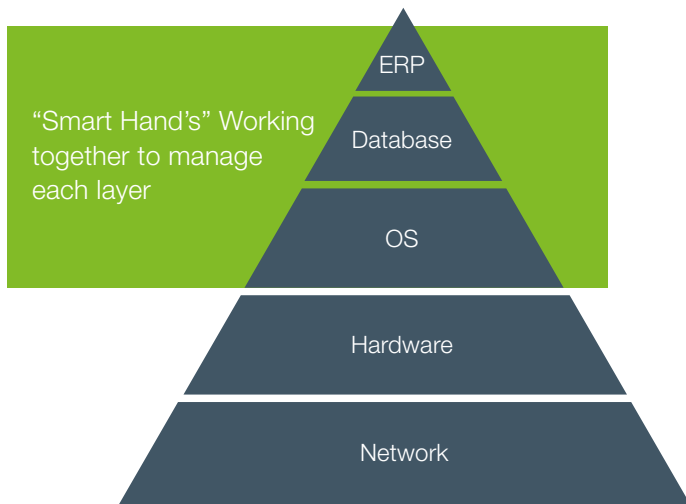 ERP
“Smart Hand’s” Working
together to manage
each layer
Database
OS
Hardware
Network